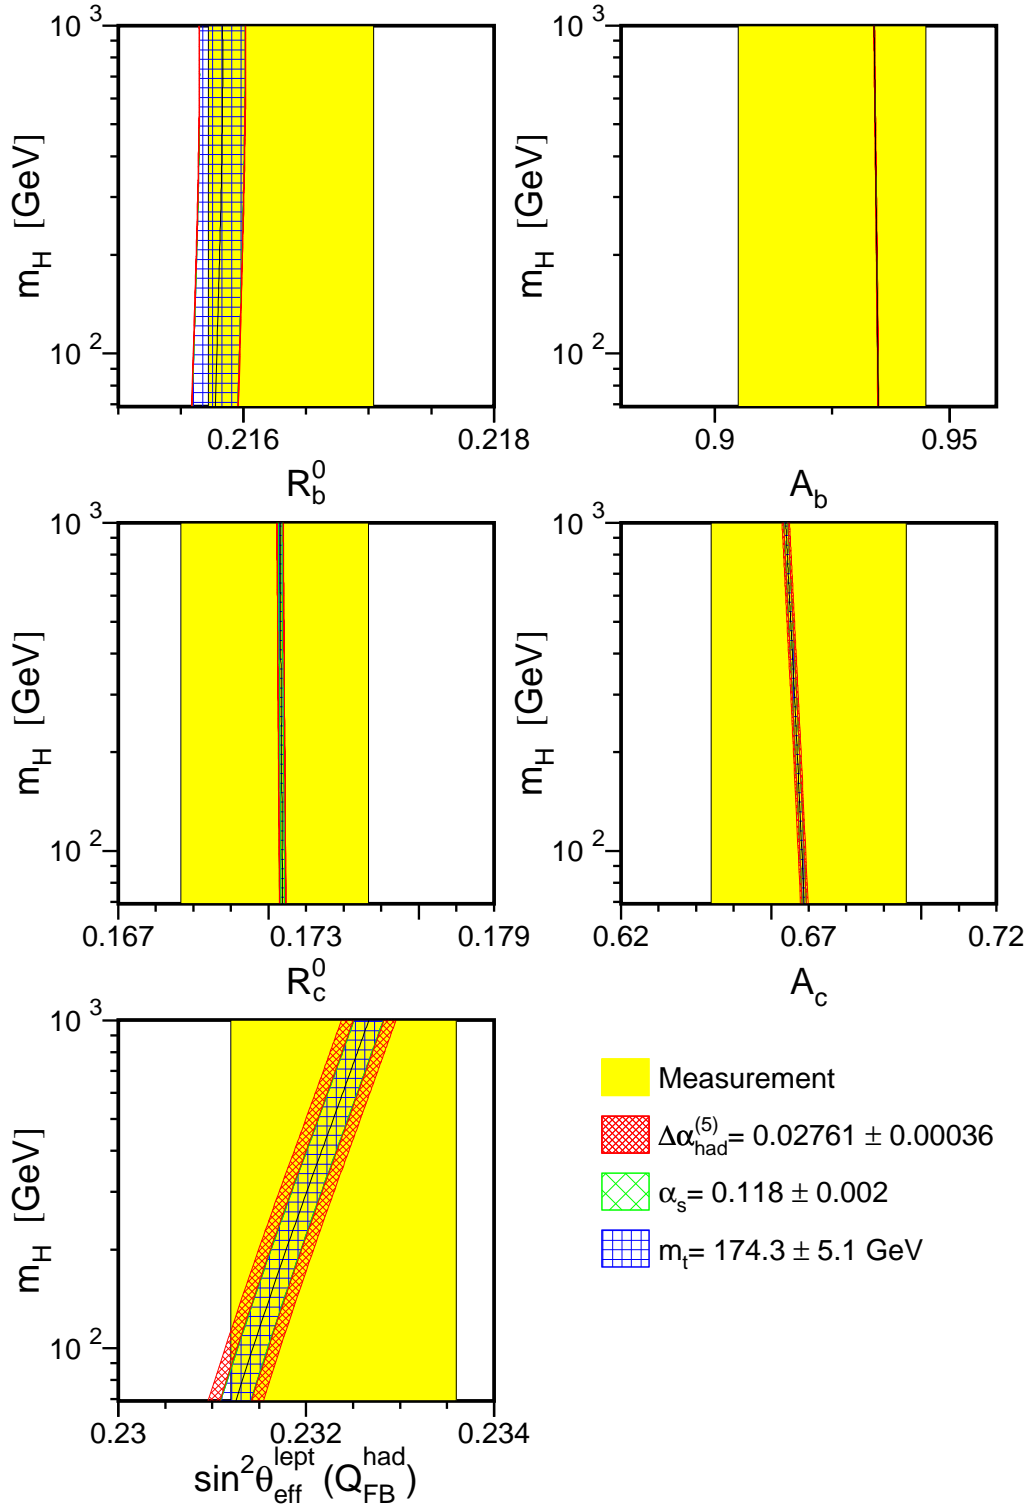 10 3
10 2
m_H [GeV]
0.216
0.218
R_b^0
10 3
10 2
m_H [GeV]
0.9
0.95
A_b
10 3
10 2
m_H [GeV]
0.167
0.173
0.179
R_c^0
10 3
10 2
m_H [GeV]
0.62
0.67
0.72
A_c
10 3
10 2
m_H [GeV]
0.23
0.232
0.234
sin²θ_eff^lept (Q_FB^had)
Measurement
Δα_had^(5)= 0.02761 ± 0.00036
α_s= 0.118 ± 0.002
m_t= 174.3 ± 5.1 GeV